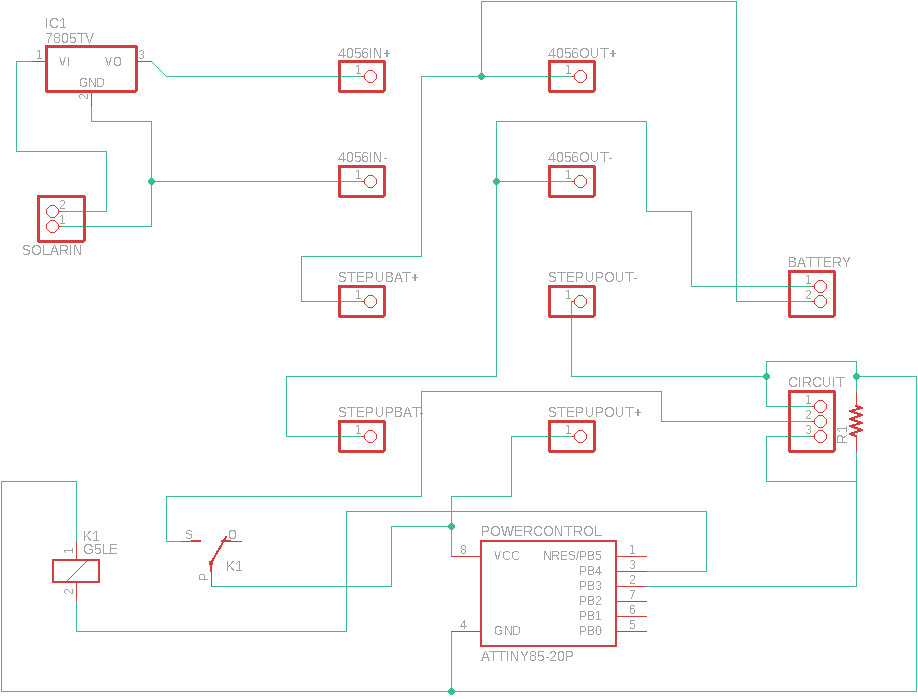 IC1
7805TV
1 VI VO 3
GND
2
4056IN+
1
4056OUT+
1
4056IN-
1
4056OUT-
1
2
1
SOLARIN
STEPUBAT+
1
STEPUPOUT-
1
BATTERY
1
2
STEPUPBAT-
1
STEPUPOUT+
1
CIRCUIT
1
2
3
R1
K1
G5LE
1
2
S O
P
K1
POWERCONTROL
8 VCC NRES/PB5 1
PB4 3
PB3 2
PB2 7
PB1 6
4 GND PB0 5
ATTINY85-20P